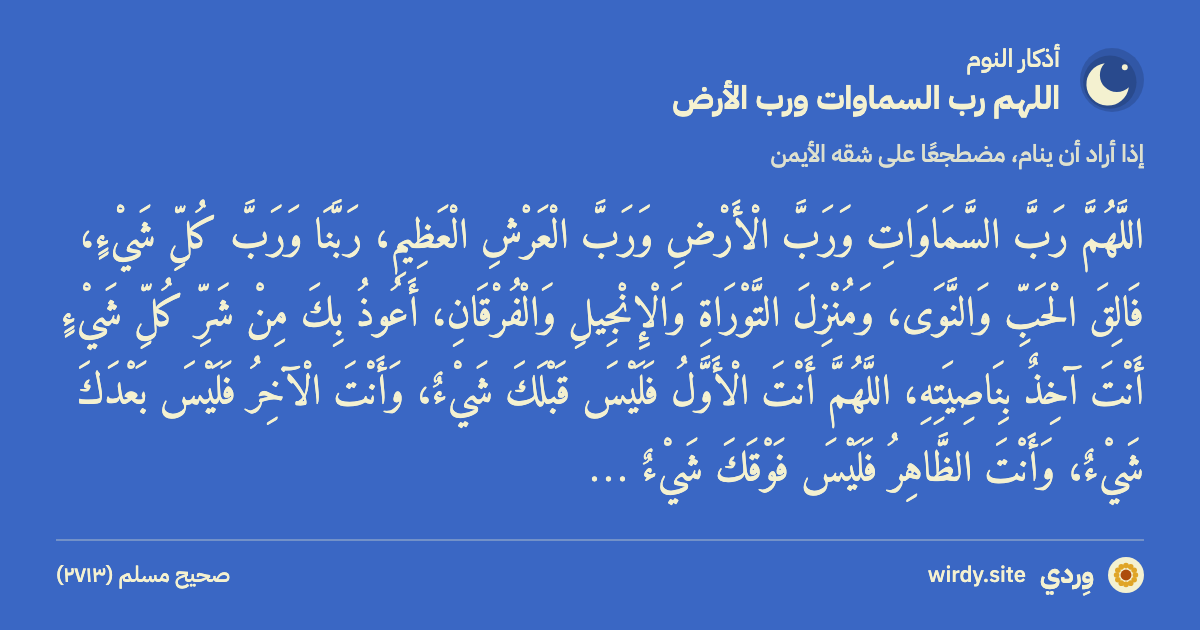 أذكار النوم
اللهم رب السماوات ورب الأرض
إذا أراد أن ينام، مضطجعًا على شقه الأيمن
اللَّهُمَّ رَبَّ السَّمَاوَاتِ وَرَبَّ الْأَرْضِ وَرَبَّ الْعَرْشِ الْعَظِيمِ، رَبَّنَا وَرَبَّ كُلِّ شَيْءٍ،
فَالِقَ الْحَبِّ وَالنَّوَى، وَمُنْزِلَ التَّوْرَاةِ وَالْإِنْجِيلِ وَالْفُرْقَانِ، أَعُوذُ بِكَ مِنْ شَرِّ كُلِّ شَيْءٍ
أَنْتَ آخِذٌ بِنَاصِيَتِهِ، اللَّهُمَّ أَنْتَ الْأَوَّلُ فَلَيْسَ قَبْلَكَ شَيْءٌ، وَأَنْتَ الْآخِرُ فَلَيْسَ بَعْدَكَ
شَيْءٌ، وَأَنْتَ الظَّاهِرُ فَلَيْسَ فَوْقَكَ شَيْءٌ ...
وِردي wirdy.site
صحيح مسلم (٢٧١٣)